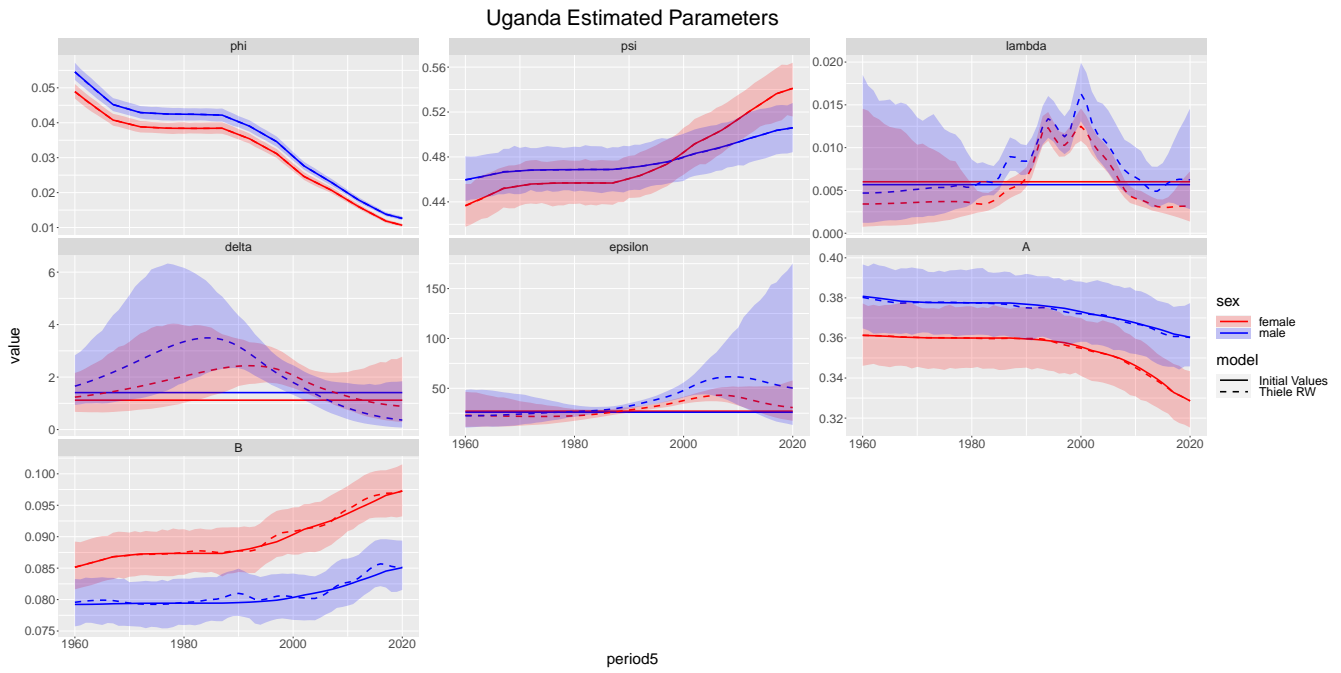 Uganda Estimated Parameters
phi
psi
lambda
0.05
0.04
0.03
0.02
0.01
0.56
0.52
0.48
0.44
0.020
0.015
0.010
0.005
0.000
delta
epsilon
A
6
4
2
0
150
100
50
0.40
0.38
0.36
0.34
0.32
1960
1980
2000
2020
1960
1980
2000
2020
B
0.100
0.095
0.090
0.085
0.080
0.075
1960
1980
2000
2020
value
period5
sex
female
male
model
Initial Values
Thiele RW